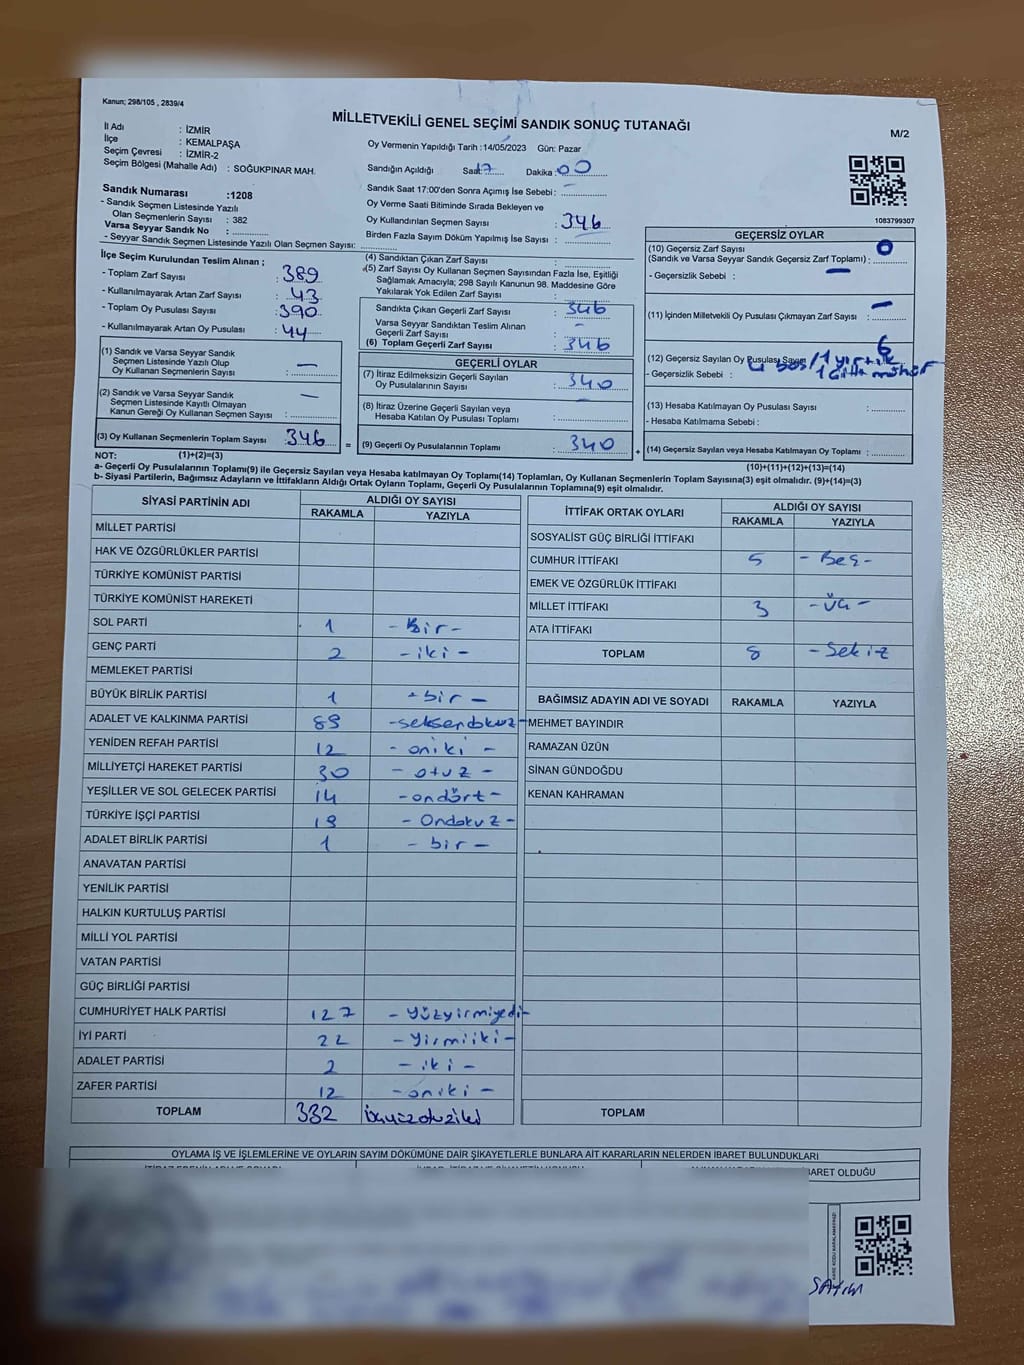 Kanun; 298/105 , 2839/4
MİLLETVEKİLİ GENEL SEÇİMİ SANDIK SONUÇ TUTANAĞI
M/2
İl Adı : İZMİR
İlçe : KEMALPAŞA
Seçim Çevresi : İZMİR-2
Seçim Bölgesi (Mahalle Adı) : SOĞUKPINAR MAH.
Oy Vermenin Yapıldığı Tarih :14/05/2023 Gün: Pazar
Sandığın Açıldığı Saat: 17 Dakika: 00
Sandık Saat 17:00'den Sonra Açımış İse Sebebi: –
Oy Verme Saati Bitiminde Sırada Bekleyen ve
Oy Kullandırılan Seçmen Sayısı : 346
Birden Fazla Sayım Döküm Yapılmış İse Sayısı :
Sandık Numarası :1208
- Sandık Seçmen Listesinde Yazılı
Olan Seçmenlerin Sayısı : 382
Varsa Seyyar Sandık No :
- Seyyar Sandık Seçmen Listesinde Yazılı Olan Seçmen Sayısı:
1083799307
İlçe Seçim Kurulundan Teslim Alınan ;
- Toplam Zarf Sayısı : 389
- Kullanılmayarak Artan Zarf Sayısı : 43
- Toplam Oy Pusulası Sayısı : 390
- Kullanılmayarak Artan Oy Pusulası : 44
(1) Sandık ve Varsa Seyyar Sandık
Seçmen Listesinde Yazılı Olup
Oy Kullanan Seçmenlerin Sayısı : –
(2) Sandık ve Varsa Seyyar Sandık
Seçmen Listesinde Kayıtlı Olmayan
Kanun Gereği Oy Kullanan Seçmen Sayısı : –
(3) Oy Kullanan Seçmenlerin Toplam Sayısı : 346
(4) Sandıktan Çıkan Zarf Sayısı :
(5) Zarf Sayısı Oy Kullanan Seçmen Sayısından Fazla İse, Eşitliği
Sağlamak Amacıyla; 298 Sayılı Kanunun 98. Maddesine Göre
Yakılarak Yok Edilen Zarf Sayısı :
Sandıkta Çıkan Geçerli Zarf Sayısı : 346
Varsa Seyyar Sandıktan Teslim Alınan
Geçerli Zarf Sayısı : –
(6) Toplam Geçerli Zarf Sayısı : 346
GEÇERLİ OYLAR
(7) İtiraz Edilmeksizin Geçerli Sayılan
Oy Pusulalarının Sayısı : 340
(8) İtiraz Üzerine Geçerli Sayılan veya
Hesaba Katılan Oy Pusulası Toplamı : –
= (9) Geçerli Oy Pusulalarının Toplamı : 340 +
GEÇERSİZ OYLAR
(10) Geçersiz Zarf Sayısı
(Sandık ve Varsa Seyyar Sandık Geçersiz Zarf Toplamı) : 0
- Geçersizlik Sebebi : –
(11) İçinden Milletvekili Oy Pusulası Çıkmayan Zarf Sayısı : –
(12) Geçersiz Sayılan Oy Pusulası Sayısı : 6
- Geçersizlik Sebebi : 4 boş/1 yırtık
1 çift mühür
(13) Hesaba Katılmayan Oy Pusulası Sayısı :
- Hesaba Katılmama Sebebi :
(14) Geçersiz Sayılan veya Hesaba Katılmayan Oy Toplamı :
NOT: (1)+(2)=(3)
(10)+(11)+(12)+(13)=(14)
a- Geçerli Oy Pusulalarının Toplamı(9) ile Geçersiz Sayılan veya Hesaba katılmayan Oy Toplamı(14) Toplamları, Oy Kullanan Seçmenlerin Toplam Sayısına(3) eşit olmalıdır. (9)+(14)=(3)
b- Siyasi Partilerin, Bağımsız Adayların ve İttifakların Aldığı Ortak Oyların Toplamı, Geçerli Oy Pusulalarının Toplamına(9) eşit olmalıdır.
SİYASİ PARTİNİN ADI ALDIĞI OY SAYISI
RAKAMLA YAZIYLA
MİLLET PARTİSİ
HAK VE ÖZGÜRLÜKLER PARTİSİ
TÜRKİYE KOMÜNİST PARTİSİ
TÜRKİYE KOMÜNİST HAREKETİ
SOL PARTİ 1 - Bir -
GENÇ PARTİ 2 - iki -
MEMLEKET PARTİSİ
BÜYÜK BİRLİK PARTİSİ 1 - bir -
ADALET VE KALKINMA PARTİSİ 89 -seksendokuz-
YENİDEN REFAH PARTİSİ 12 - oniki -
MİLLİYETÇİ HAREKET PARTİSİ 30 - otuz -
YEŞİLLER VE SOL GELECEK PARTİSİ 14 -ondört-
TÜRKİYE İŞÇİ PARTİSİ 19 - Ondokuz -
ADALET BİRLİK PARTİSİ 1 - bir -
ANAVATAN PARTİSİ
YENİLİK PARTİSİ
HALKIN KURTULUŞ PARTİSİ
MİLLİ YOL PARTİSİ
VATAN PARTİSİ
GÜÇ BİRLİĞİ PARTİSİ
CUMHURİYET HALK PARTİSİ 127 - Yüzyirmiyedi-
İYİ PARTİ 22 - Yirmiiki -
ADALET PARTİSİ 2 - iki -
ZAFER PARTİSİ 12 - oniki -
TOPLAM 332 üçyüzotuziki
İTTİFAK ORTAK OYLARI ALDIĞI OY SAYISI
RAKAMLA YAZIYLA
SOSYALİST GÜÇ BİRLİĞİ İTTİFAKI
CUMHUR İTTİFAKI 5 - Beş -
EMEK VE ÖZGÜRLÜK İTTİFAKI
MİLLET İTTİFAKI 3 - Üç -
ATA İTTİFAKI
TOPLAM 8 - Sekiz
BAĞIMSIZ ADAYIN ADI VE SOYADI RAKAMLA YAZIYLA
MEHMET BAYINDIR
RAMAZAN ÜZÜN
SİNAN GÜNDOĞDU
KENAN KAHRAMAN
TOPLAM
OYLAMA İŞ VE İŞLEMLERİNE VE OYLARIN SAYIM DÖKÜMÜNE DAİR ŞİKAYETLERLE BUNLARA AİT KARARLARIN NELERDEN İBARET BULUNDUKLARI
BARET OLDUĞU